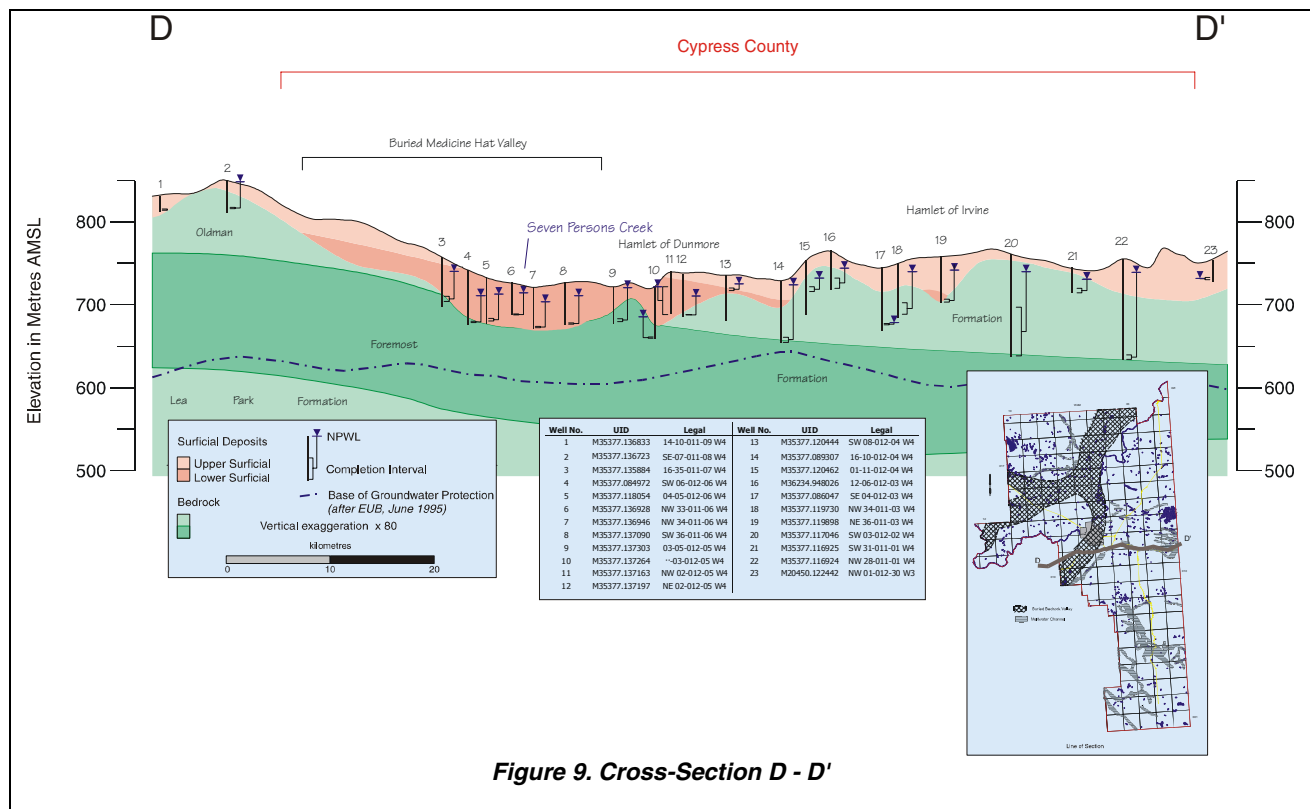 D D'
Cypress County
Buried Medicine Hat Valley
1 2 3 4 5 6 7 8 9 10 11 12 13 14 15 16 17 18 19 20 21 22 23
Seven Persons Creek
Hamlet of Dunmore
Hamlet of Irvine
Elevation in Metres AMSL
800
700
600
500
800
700
600
500
Oldman
Formation
Foremost
Formation
Lea Park Formation
Surficial Deposits
Upper Surficial
Lower Surficial
Bedrock
NPWL
Completion Interval
Base of Groundwater Protection
(after EUB, June 1995)
Vertical exaggeration x 80
kilometres
0 10 20
Well No. UID Legal Well No. UID Legal
1 M35377.136833 14-10-011-09 W4 13 M35377.120444 SW 08-012-04 W4
2 M35377.136723 SE-07-011-08 W4 14 M35377.089307 16-10-012-04 W4
3 M35377.135884 16-35-011-07 W4 15 M35377.120462 01-11-012-04 W4
4 M35377.084972 SW 06-012-06 W4 16 M36234.948026 12-06-012-03 W4
5 M35377.118054 04-05-012-06 W4 17 M35377.086047 SE 04-012-03 W4
6 M35377.136928 NW 33-011-06 W4 18 M35377.119730 NW 34-011-03 W4
7 M35377.136946 NW 34-011-06 W4 19 M35377.119898 NE 36-011-03 W4
8 M35377.137090 SW 36-011-06 W4 20 M35377.117046 SW 03-012-02 W4
9 M35377.137303 03-05-012-05 W4 21 M35377.116925 SW 31-011-01 W4
10 M35377.137264 -03-012-05 W4 22 M35377.116924 NW 28-011-01 W4
11 M35377.137163 NW 02-012-05 W4 23 M20450.122442 NW 01-012-30 W3
12 M35377.137197 NE 02-012-05 W4
D D'
Buried Bedrock Valley
Meltwater Channel
Line of Section
Figure 9. Cross-Section D - D'